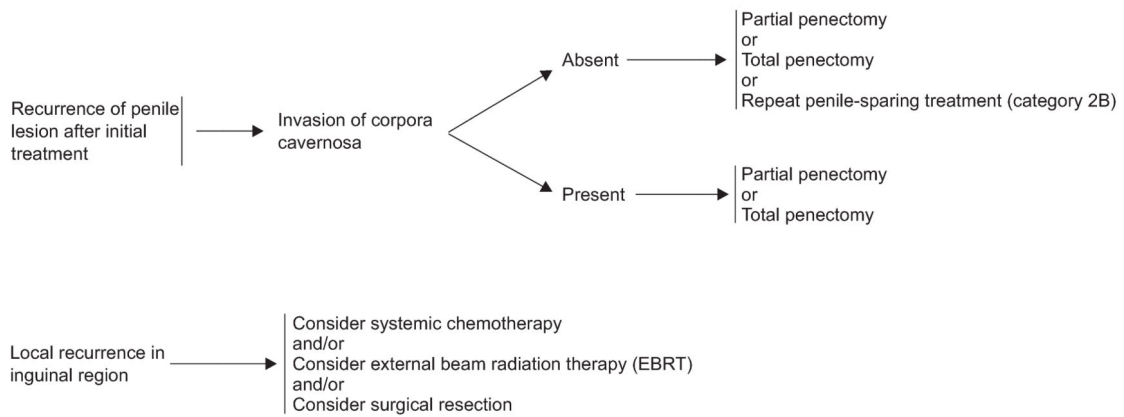 Recurrence of penile
lesion after initial
treatment
Invasion of corpora
cavernosa
Absent
Partial penectomy
or
Total penectomy
or
Repeat penile-sparing treatment (category 2B)
Present
Partial penectomy
or
Total penectomy
Local recurrence in
inguinal region
Consider systemic chemotherapy
and/or
Consider external beam radiation therapy (EBRT)
and/or
Consider surgical resection